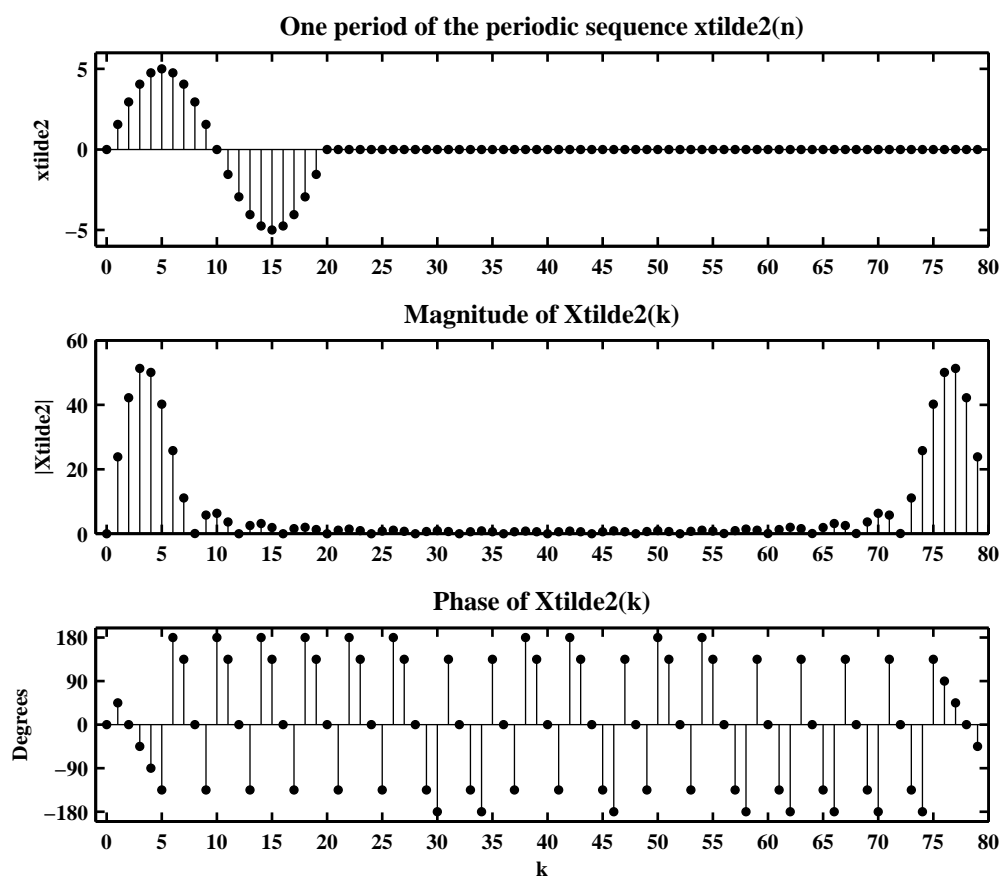 One period of the periodic sequence xtilde2(n)
xtilde2
5
0
−5
0 5 10 15 20 25 30 35 40 45 50 55 60 65 70 75 80
Magnitude of Xtilde2(k)
|Xtilde2|
60
40
20
0
0 5 10 15 20 25 30 35 40 45 50 55 60 65 70 75 80
Phase of Xtilde2(k)
Degrees
180
90
0
−90
−180
0 5 10 15 20 25 30 35 40 45 50 55 60 65 70 75 80
k